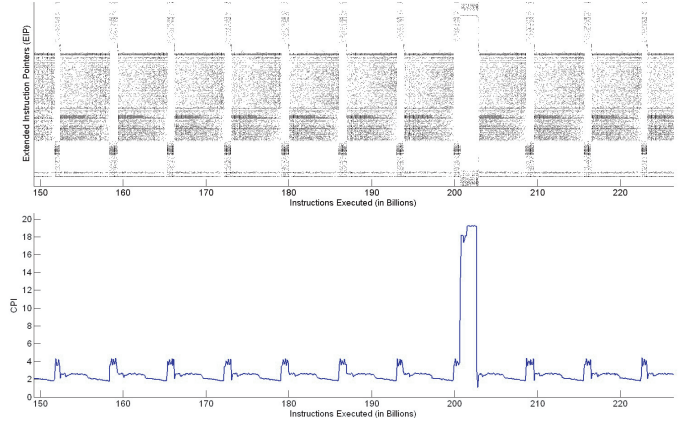 Extended Instruction Pointers (EIP)
150 160 170 180 190 200 210 220
Instructions Executed (in Billions)
20
18
16
14
12
10
8
6
4
2
0
CPI
150 160 170 180 190 200 210 220
Instructions Executed (in Billions)